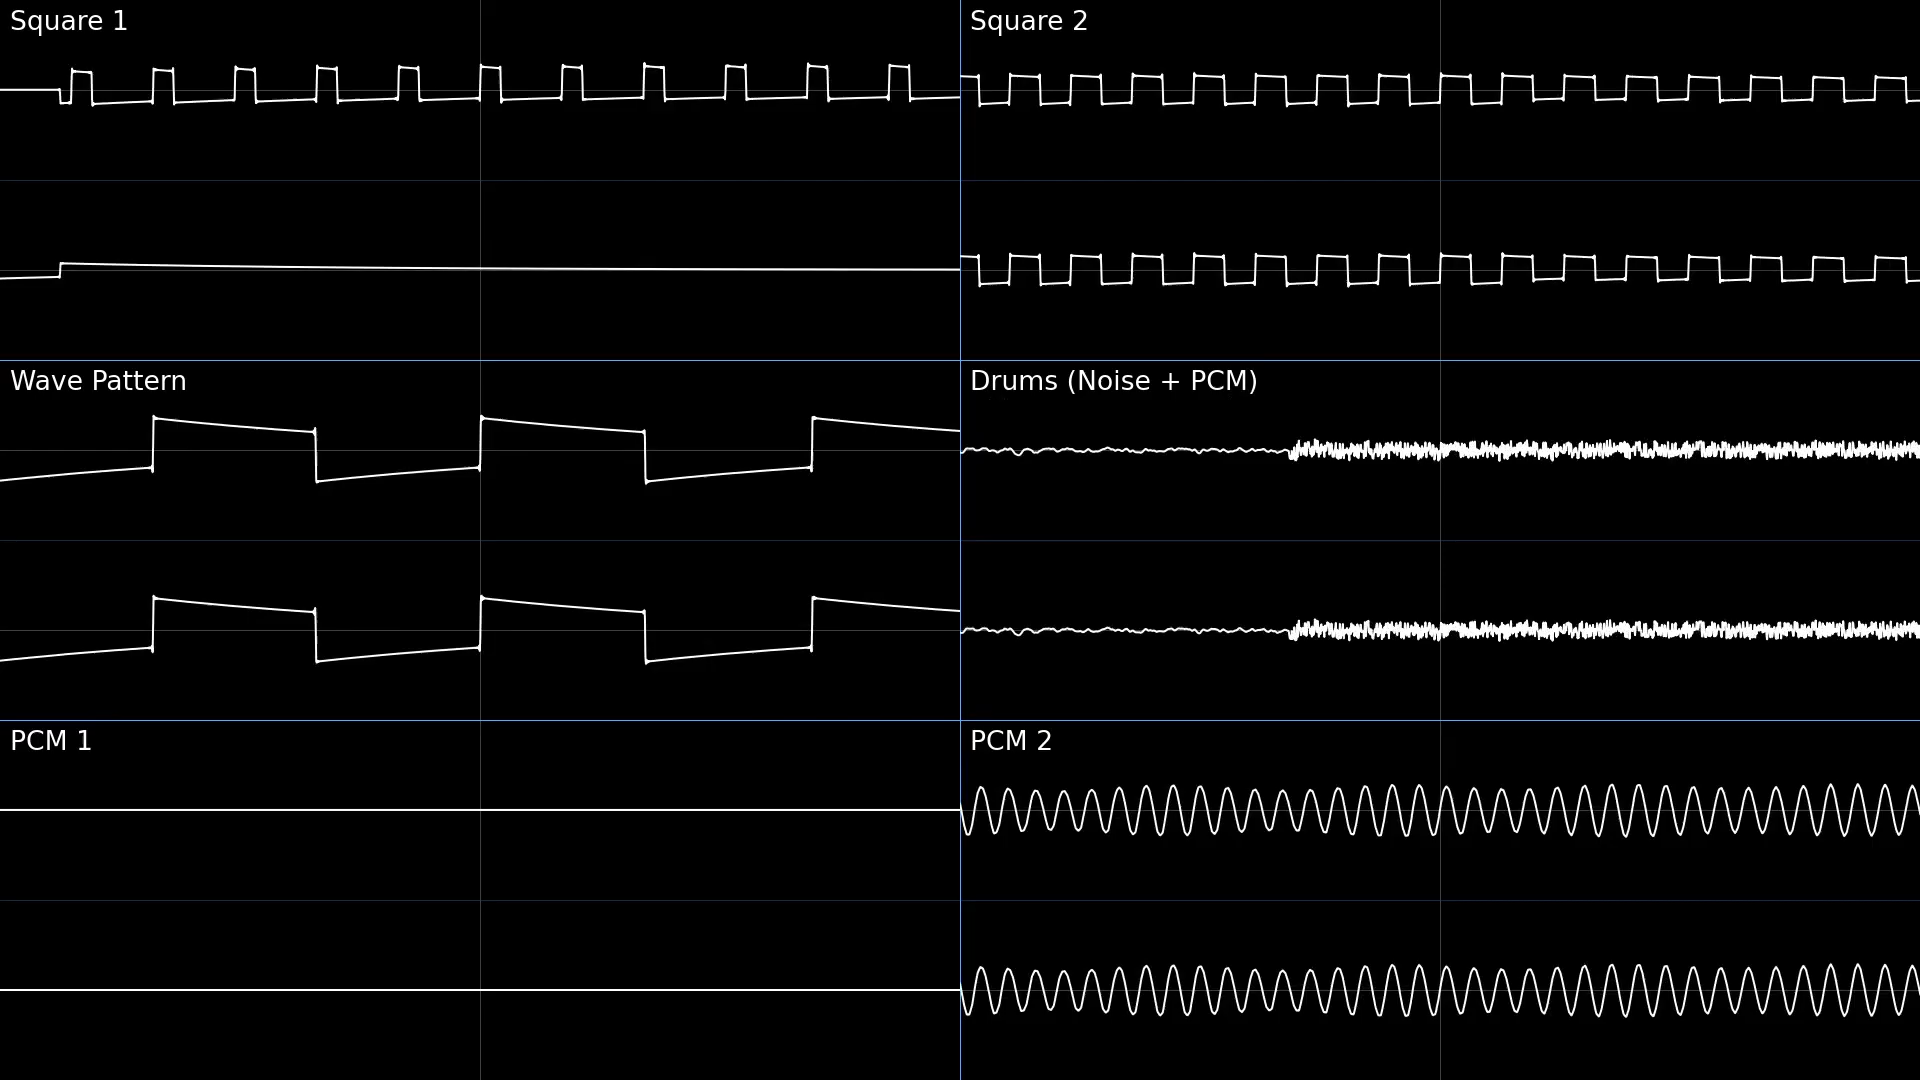 Square 1
Square 2
Wave Pattern
Drums (Noise + PCM)
PCM 1
PCM 2